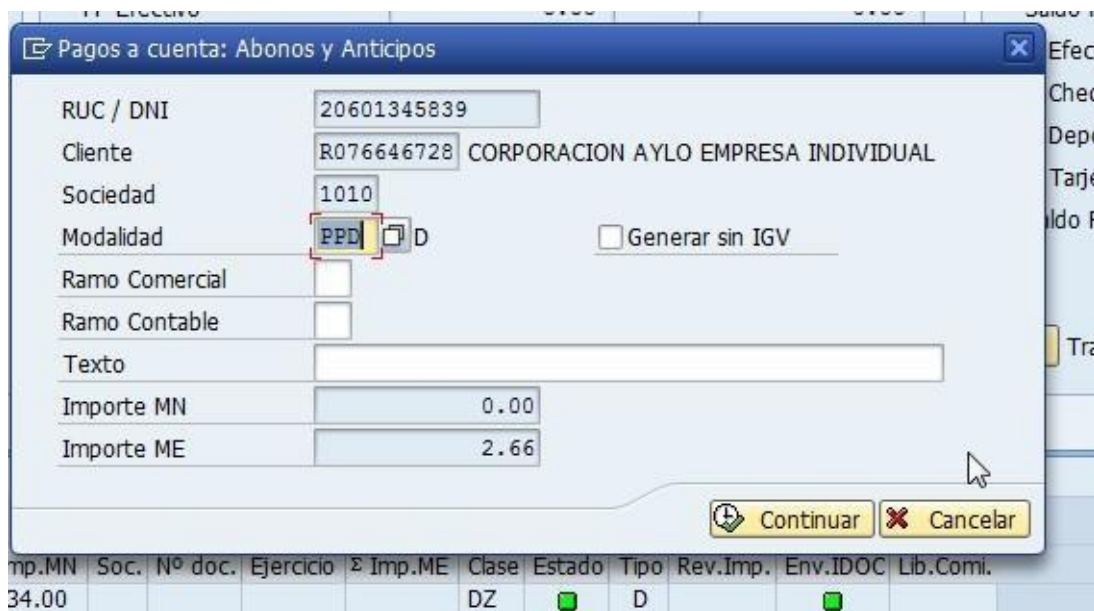 Pagos a cuenta: Abonos y Anticipos
Efec
RUC / DNI 20601345839
Chec
Cliente R076646728 CORPORACION AYLO EMPRESA INDIVIDUAL
Depo
Sociedad 1010
Tarje
Modalidad PPD D Generar sin IGV
Ramo Comercial
Ramo Contable
Tra
Texto
Importe MN 0.00
Importe ME 2.66
Continuar Cancelar
mp.MN Soc. Nº doc. Ejercicio Σ Imp.ME Clase Estado Tipo Rev.Imp. Env.IDOC Lib.Comi.
34.00 DZ D